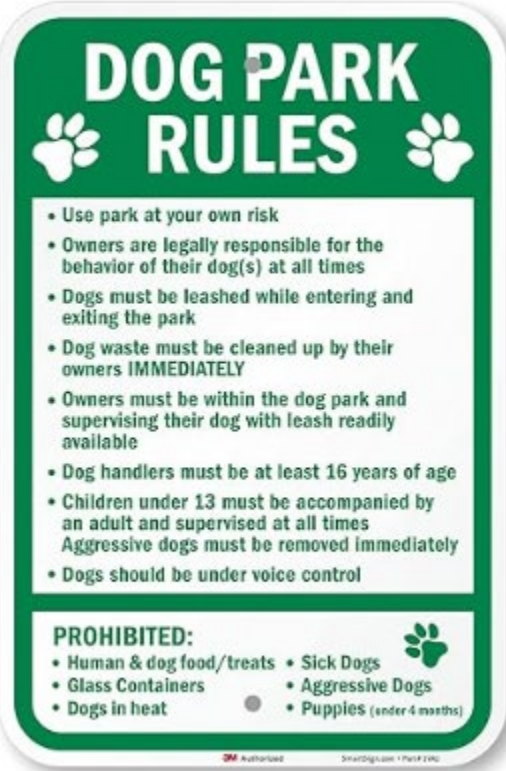 DOG PARK
RULES
• Use park at your own risk
• Owners are legally responsible for the
behavior of their dog(s) at all times
• Dogs must be leashed while entering and
exiting the park
• Dog waste must be cleaned up by their
owners IMMEDIATELY
• Owners must be within the dog park and
supervising their dog with leash readily
available
• Dog handlers must be at least 16 years of age
• Children under 13 must be accompanied by
an adult and supervised at all times
Aggressive dogs must be removed immediately
• Dogs should be under voice control
PROHIBITED:
• Human & dog food/treats
• Glass Containers
• Dogs in heat
• Sick Dogs
• Aggressive Dogs
• Puppies (under 4 months)
3M Authorized
SmartSign.com • Part#